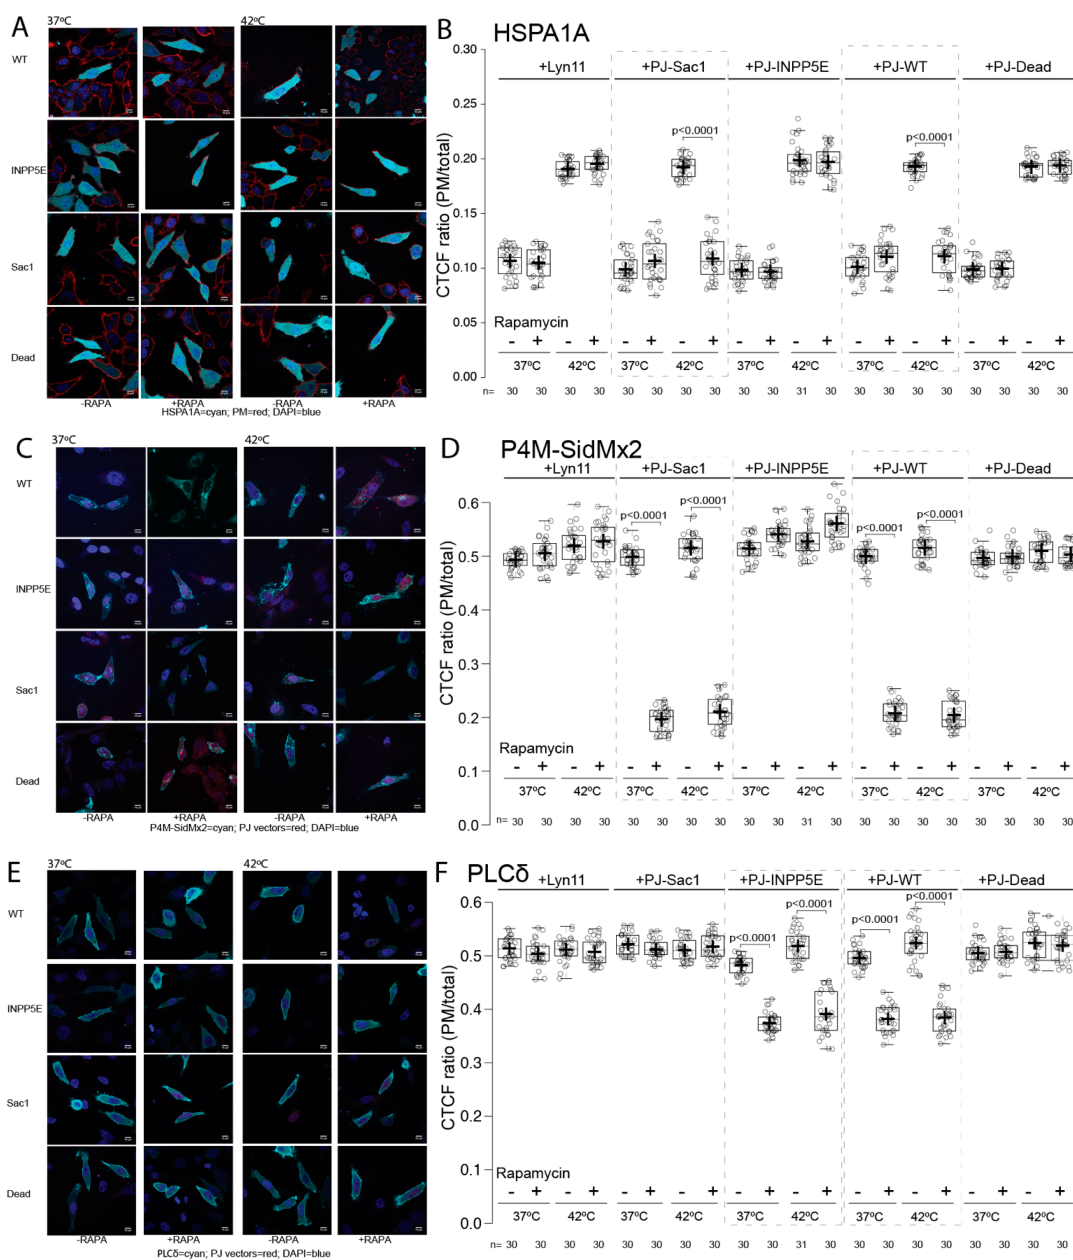 A
37ºC
42ºC
WT
INPP5E
Sac1
Dead
-RAPA
+RAPA
-RAPA
+RAPA
HSPA1A=cyan; PM=red; DAPI=blue
B HSPA1A
+Lyn11 +PJ-Sac1 +PJ-INPP5E +PJ-WT +PJ-Dead
CTCF ratio (PM/total)
0.30
0.25
0.20
0.15
0.10
0.05
0.00
p<0.0001 p<0.0001
Rapamycin
- + - + - + - + - + - + - + - + - + - +
37ºC 42ºC 37ºC 42ºC 37ºC 42ºC 37ºC 42ºC 37ºC 42ºC
n= 30 30 30 30 30 30 30 30 30 30 31 30 30 30 30 30 30 30 30 30
C
37ºC
42ºC
WT
INPP5E
Sac1
Dead
-RAPA
+RAPA
-RAPA
+RAPA
P4M-SidMx2=cyan; PJ vectors=red; DAPI=blue
D P4M-SidMx2
+Lyn11 +PJ-Sac1 +PJ-INPP5E +PJ-WT +PJ-Dead
CTCF ratio (PM/total)
0.6
0.5
0.4
0.3
0.2
0.1
0.0
p<0.0001 p<0.0001 p<0.0001 p<0.0001
Rapamycin
- + - + - + - + - + - + - + - + - + - +
37ºC 42ºC 37ºC 42ºC 37ºC 42ºC 37ºC 42ºC 37ºC 42ºC
n= 30 30 30 30 30 30 30 30 30 30 31 30 30 30 30 30 30 30 30 30
E
37ºC
42ºC
WT
INPP5E
Sac1
Dead
-RAPA
+RAPA
-RAPA
+RAPA
PLCδ=cyan; PJ vectors=red; DAPI=blue
F PLCδ
+Lyn11 +PJ-Sac1 +PJ-INPP5E +PJ-WT +PJ-Dead
CTCF ratio (PM/total)
0.6
0.5
0.4
0.3
0.2
0.1
0.0
p<0.0001 p<0.0001 p<0.0001 p<0.0001
Rapamycin
- + - + - + - + - + - + - + - + - + - +
37ºC 42ºC 37ºC 42ºC 37ºC 42ºC 37ºC 42ºC 37ºC 42ºC
n= 30 30 30 30 30 30 30 30 30 30 31 30 30 30 30 30 30 30 30 30